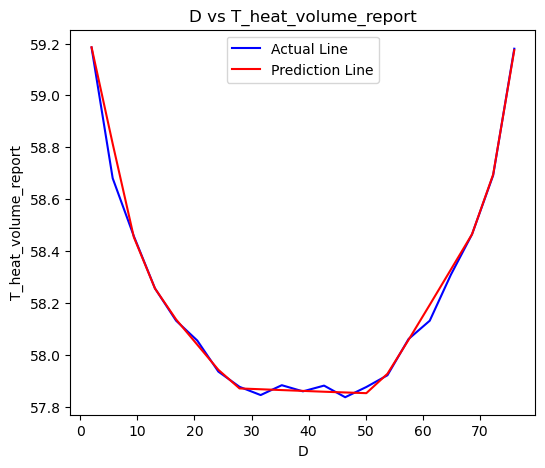 D vs T_heat_volume_report
Actual Line
Prediction Line
59.2
59.0
58.8
58.6
58.4
58.2
58.0
57.8
T_heat_volume_report
0 10 20 30 40 50 60 70
D